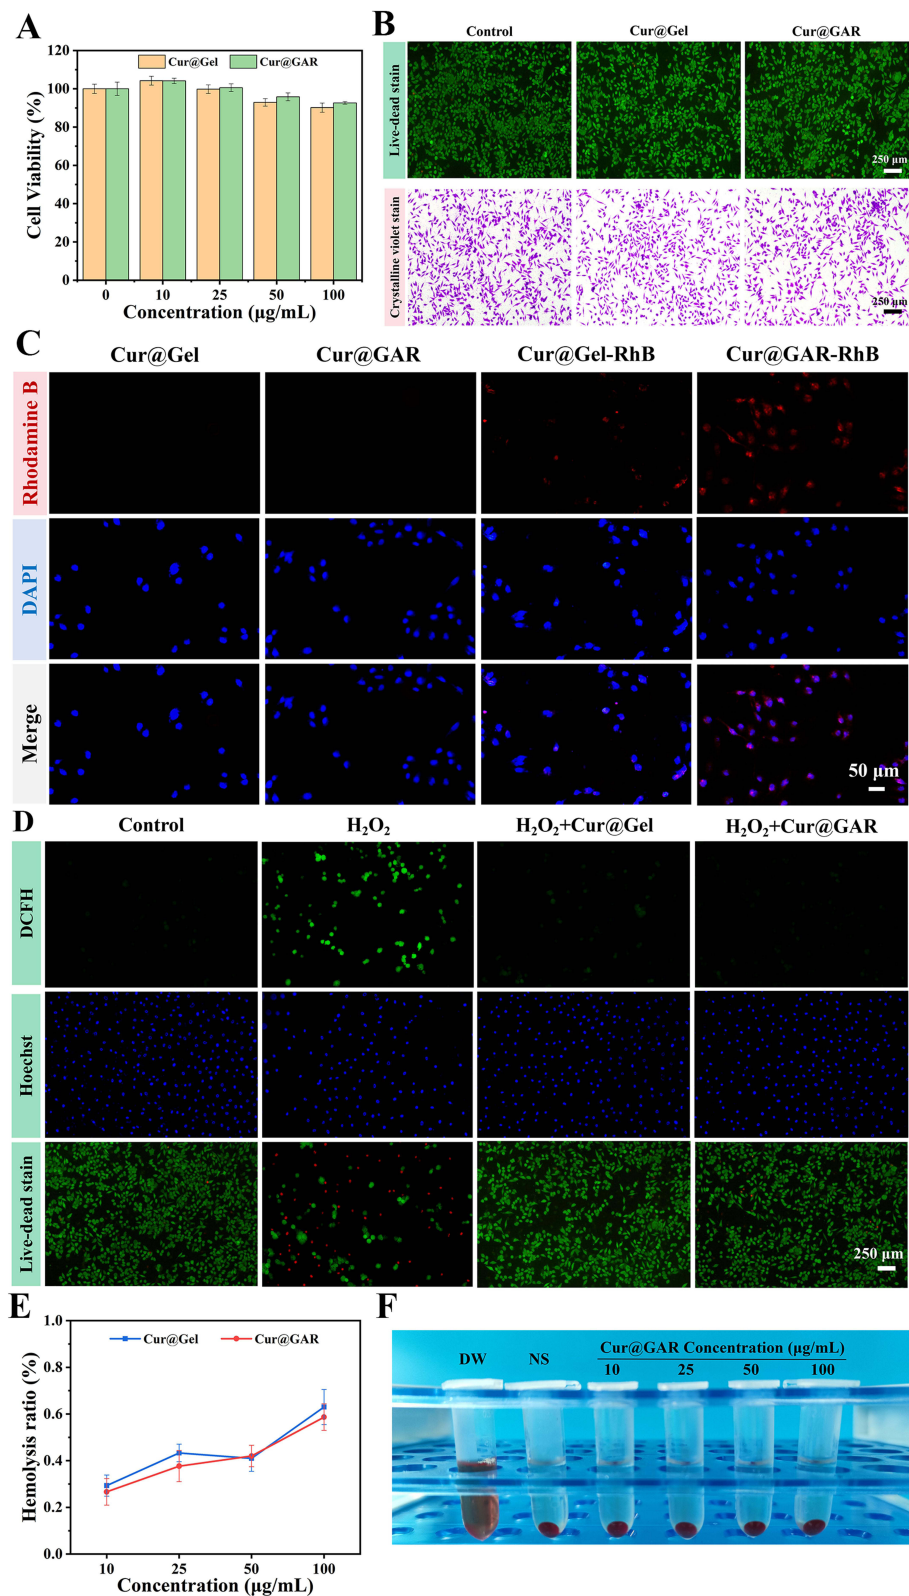 A
120
100
80
60
40
20
0
Cell Viability (%)
Cur@Gel
Cur@GAR
0 10 25 50 100
Concentration (μg/mL)
B
Control Cur@Gel Cur@GAR
Live-dead stain
250 μm
Crystalline violet stain
250 μm
C
Cur@Gel Cur@GAR Cur@Gel-RhB Cur@GAR-RhB
Rhodamine B
DAPI
Merge
50 μm
D
Control H₂O₂ H₂O₂+Cur@Gel H₂O₂+Cur@GAR
DCFH
Hoechst
Live-dead stain
250 μm
E
1.0
0.8
0.6
0.4
0.2
0.0
Hemolysis ratio (%)
Cur@Gel
Cur@GAR
10 25 50 100
Concentration (μg/mL)
F
Cur@GAR Concentration (μg/mL)
DW NS 10 25 50 100